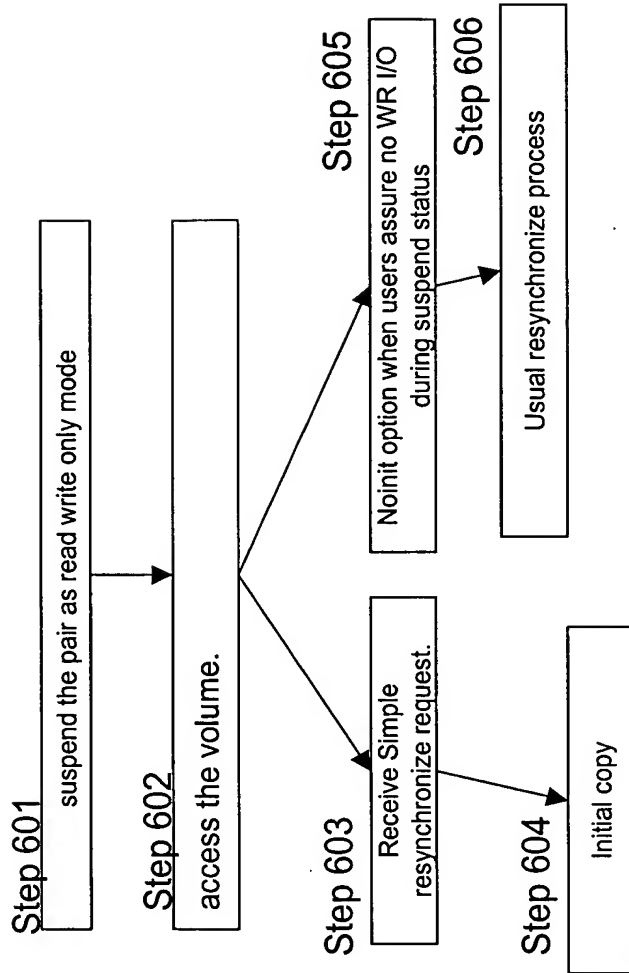 Step 601
suspend the pair as read write only mode
Step 602
access the volume.
Step 603
Receive Simple
resynchronize request.
Step 604
Initial copy
Step 605
Noinit option when users assure no WR I/O
during suspend status
Step 606
Usual resynchronize process